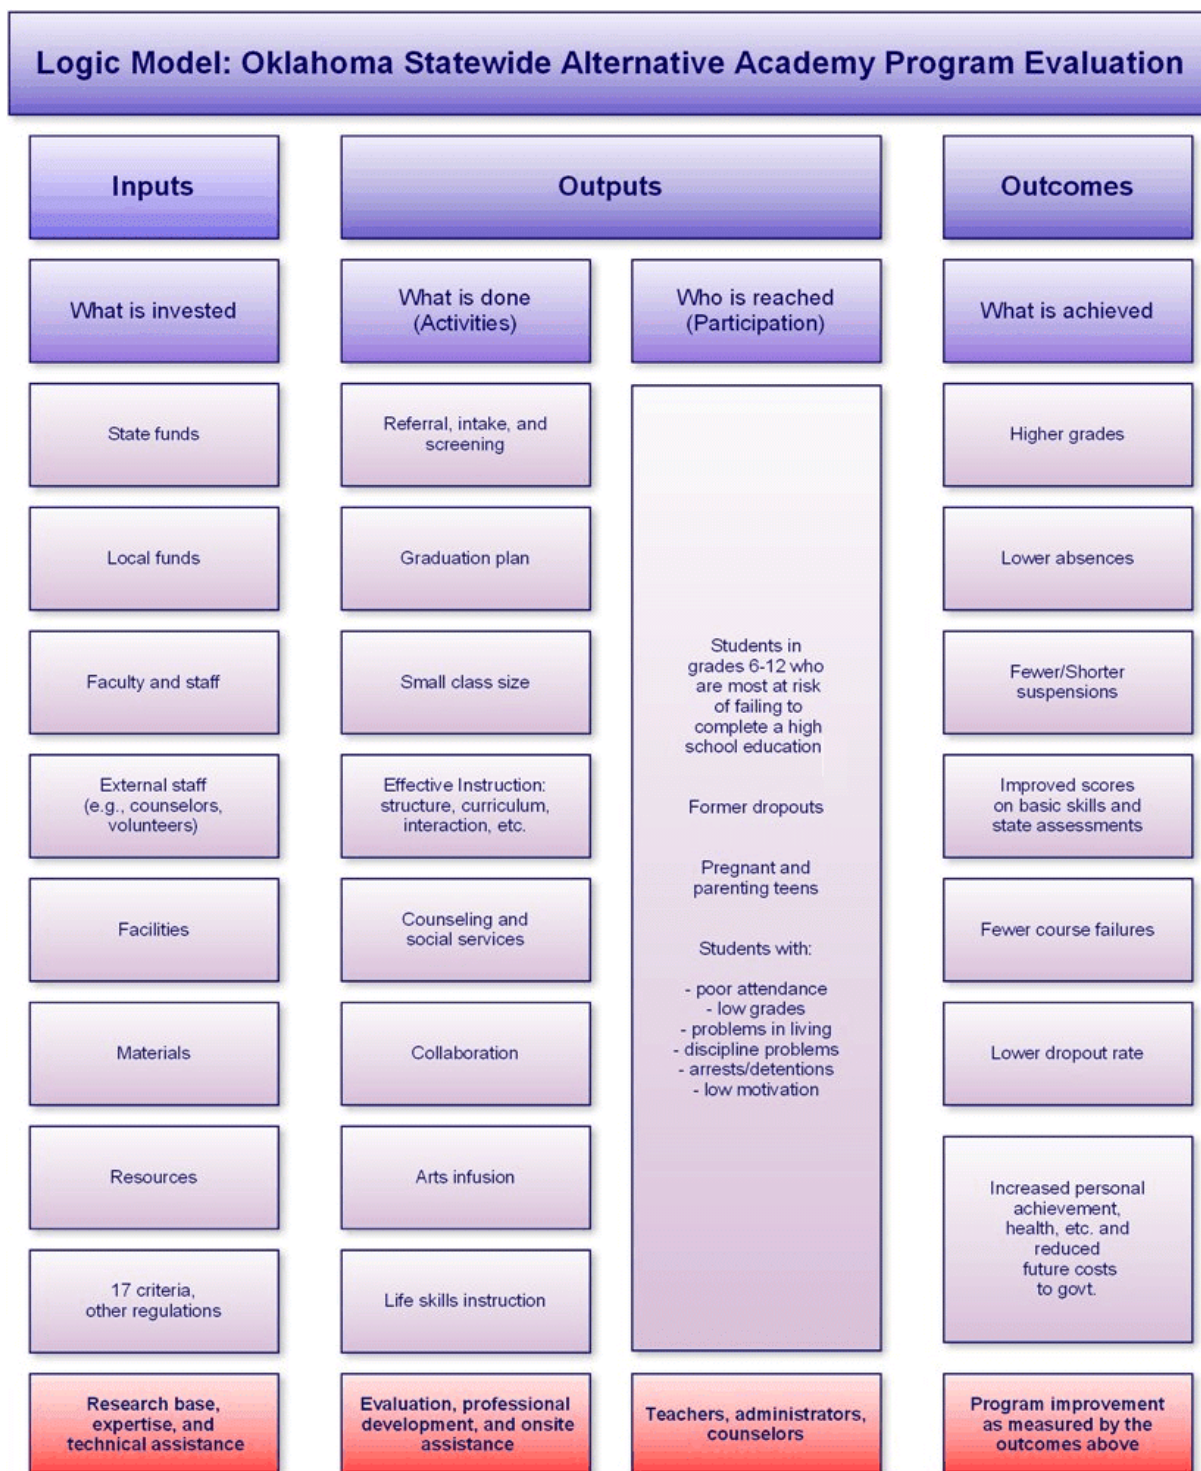 Logic Model: Oklahoma Statewide Alternative Academy Program Evaluation
Inputs
Outputs
Outcomes
What is invested
What is done
(Activities)
Who is reached
(Participation)
What is achieved
State funds
Local funds
Faculty and staff
External staff
(e.g., counselors,
volunteers)
Facilities
Materials
Resources
17 criteria,
other regulations
Research base,
expertise, and
technical assistance
Referral, intake, and
screening
Graduation plan
Small class size
Effective Instruction:
structure, curriculum,
interaction, etc.
Counseling and
social services
Collaboration
Arts infusion
Life skills instruction
Evaluation, professional
development, and onsite
assistance
Students in
grades 6-12 who
are most at risk
of failing to
complete a high
school education
Former dropouts
Pregnant and
parenting teens
Students with:
- poor attendance
- low grades
- problems in living
- discipline problems
- arrests/detentions
- low motivation
Teachers, administrators,
counselors
Higher grades
Lower absences
Fewer/Shorter
suspensions
Improved scores
on basic skills and
state assessments
Fewer course failures
Lower dropout rate
Increased personal
achievement,
health, etc. and
reduced
future costs
to govt.
Program improvement
as measured by the
outcomes above